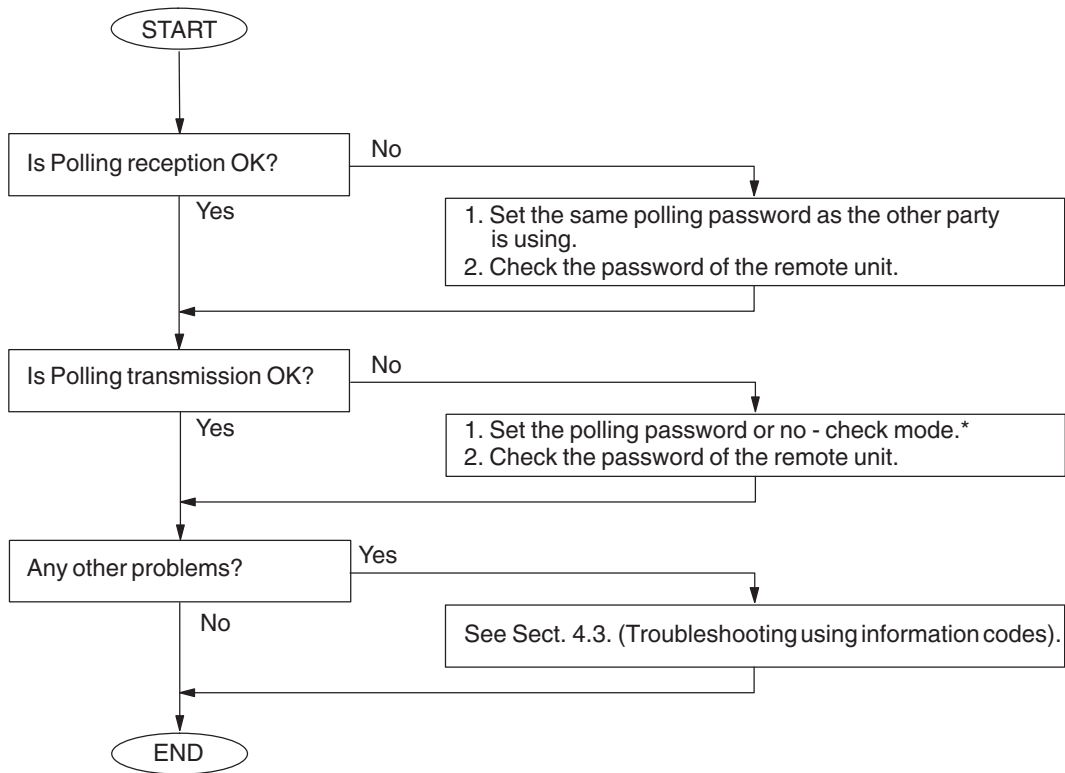 START
Is Polling reception OK?
No
Yes
1. Set the same polling password as the other party
is using.
2. Check the password of the remote unit.
Is Polling transmission OK?
No
Yes
1. Set the polling password or no - check mode.*
2. Check the password of the remote unit.
Any other problems?
Yes
No
See Sect. 4.3. (Troubleshooting using information codes).
END